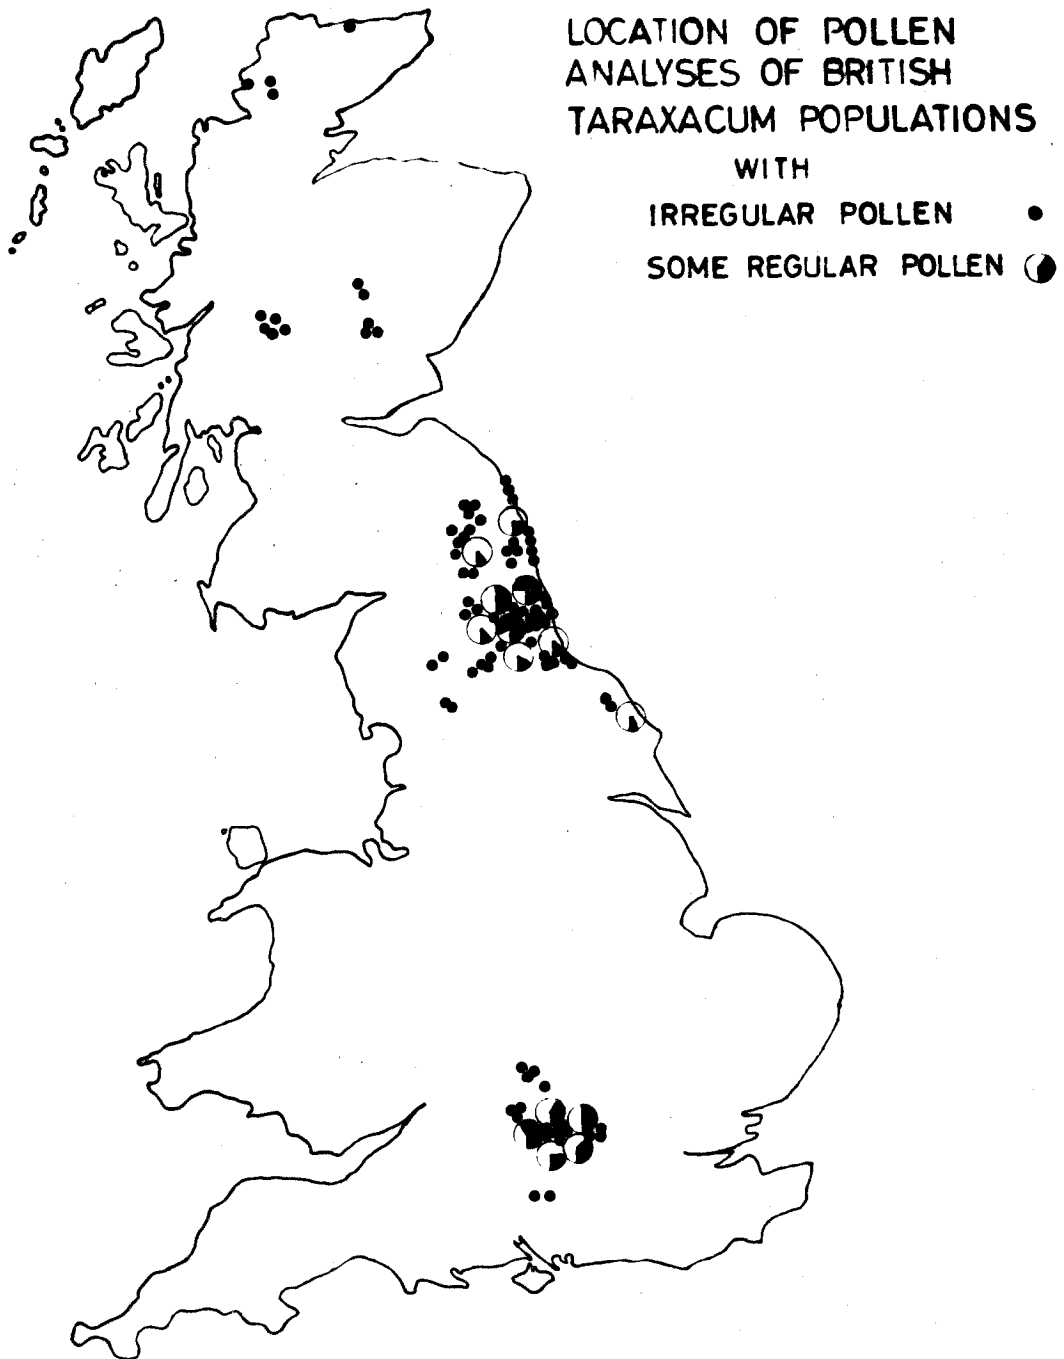 LOCATION OF POLLEN
ANALYSES OF BRITISH
TARAXACUM POPULATIONS
WITH
IRREGULAR POLLEN
SOME REGULAR POLLEN